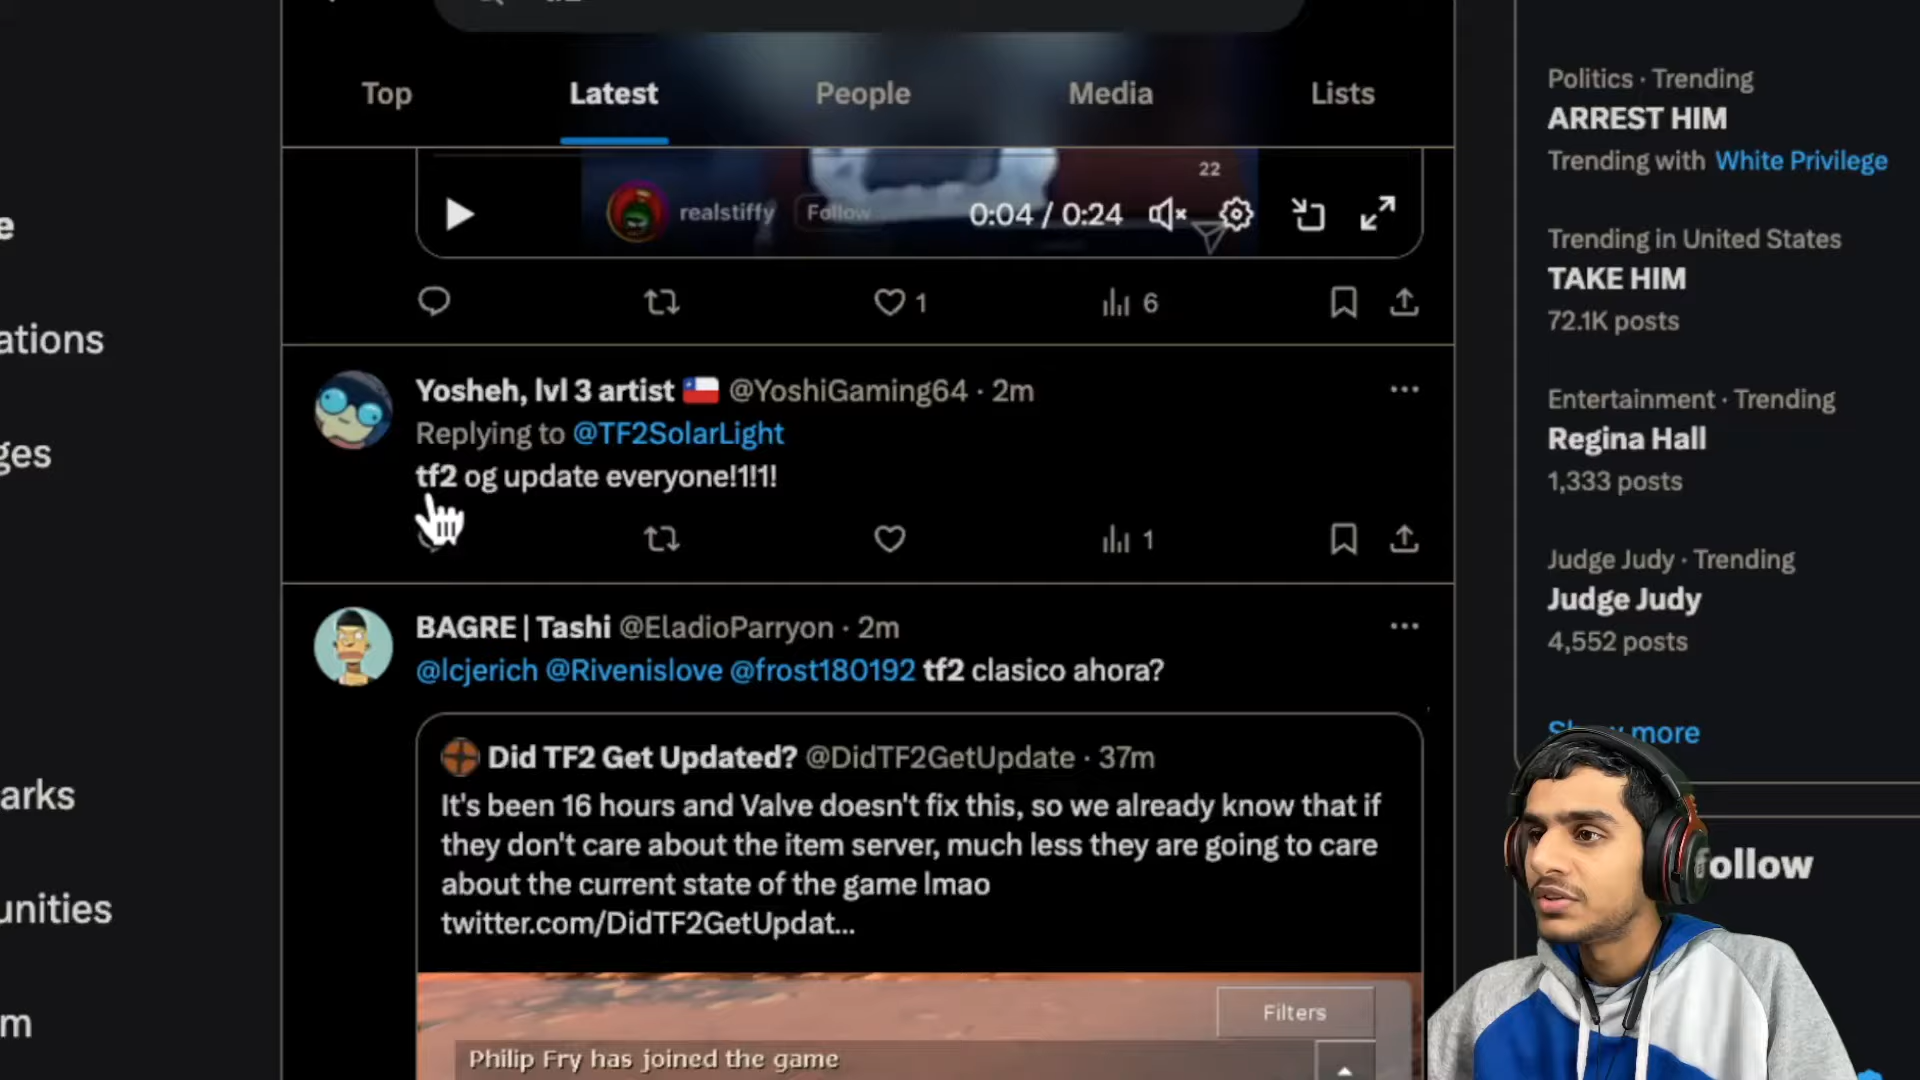 Top Latest People Media Lists
22
realstiffy Follow 0:04 / 0:24
1 6
Yosheh, lvl 3 artist 🇨🇱 @YoshiGaming64 · 2m
Replying to @TF2SolarLight
tf2 og update everyone!1!1!
1
BAGRE | Tashi @EladioParryon · 2m
@lcjerich @Rivenislove @frost180192 tf2 clasico ahora?
Did TF2 Get Updated? @DidTF2GetUpdate · 37m
It's been 16 hours and Valve doesn't fix this, so we already know that if
they don't care about the item server, much less they are going to care
about the current state of the game lmao
twitter.com/DidTF2GetUpdat...
Filters
Philip Fry has joined the game
Politics · Trending
ARREST HIM
Trending with White Privilege
Trending in United States
TAKE HIM
72.1K posts
Entertainment · Trending
Regina Hall
1,333 posts
Judge Judy · Trending
Judge Judy
4,552 posts
Show more
follow
e
ations
ges
arks
unities
m